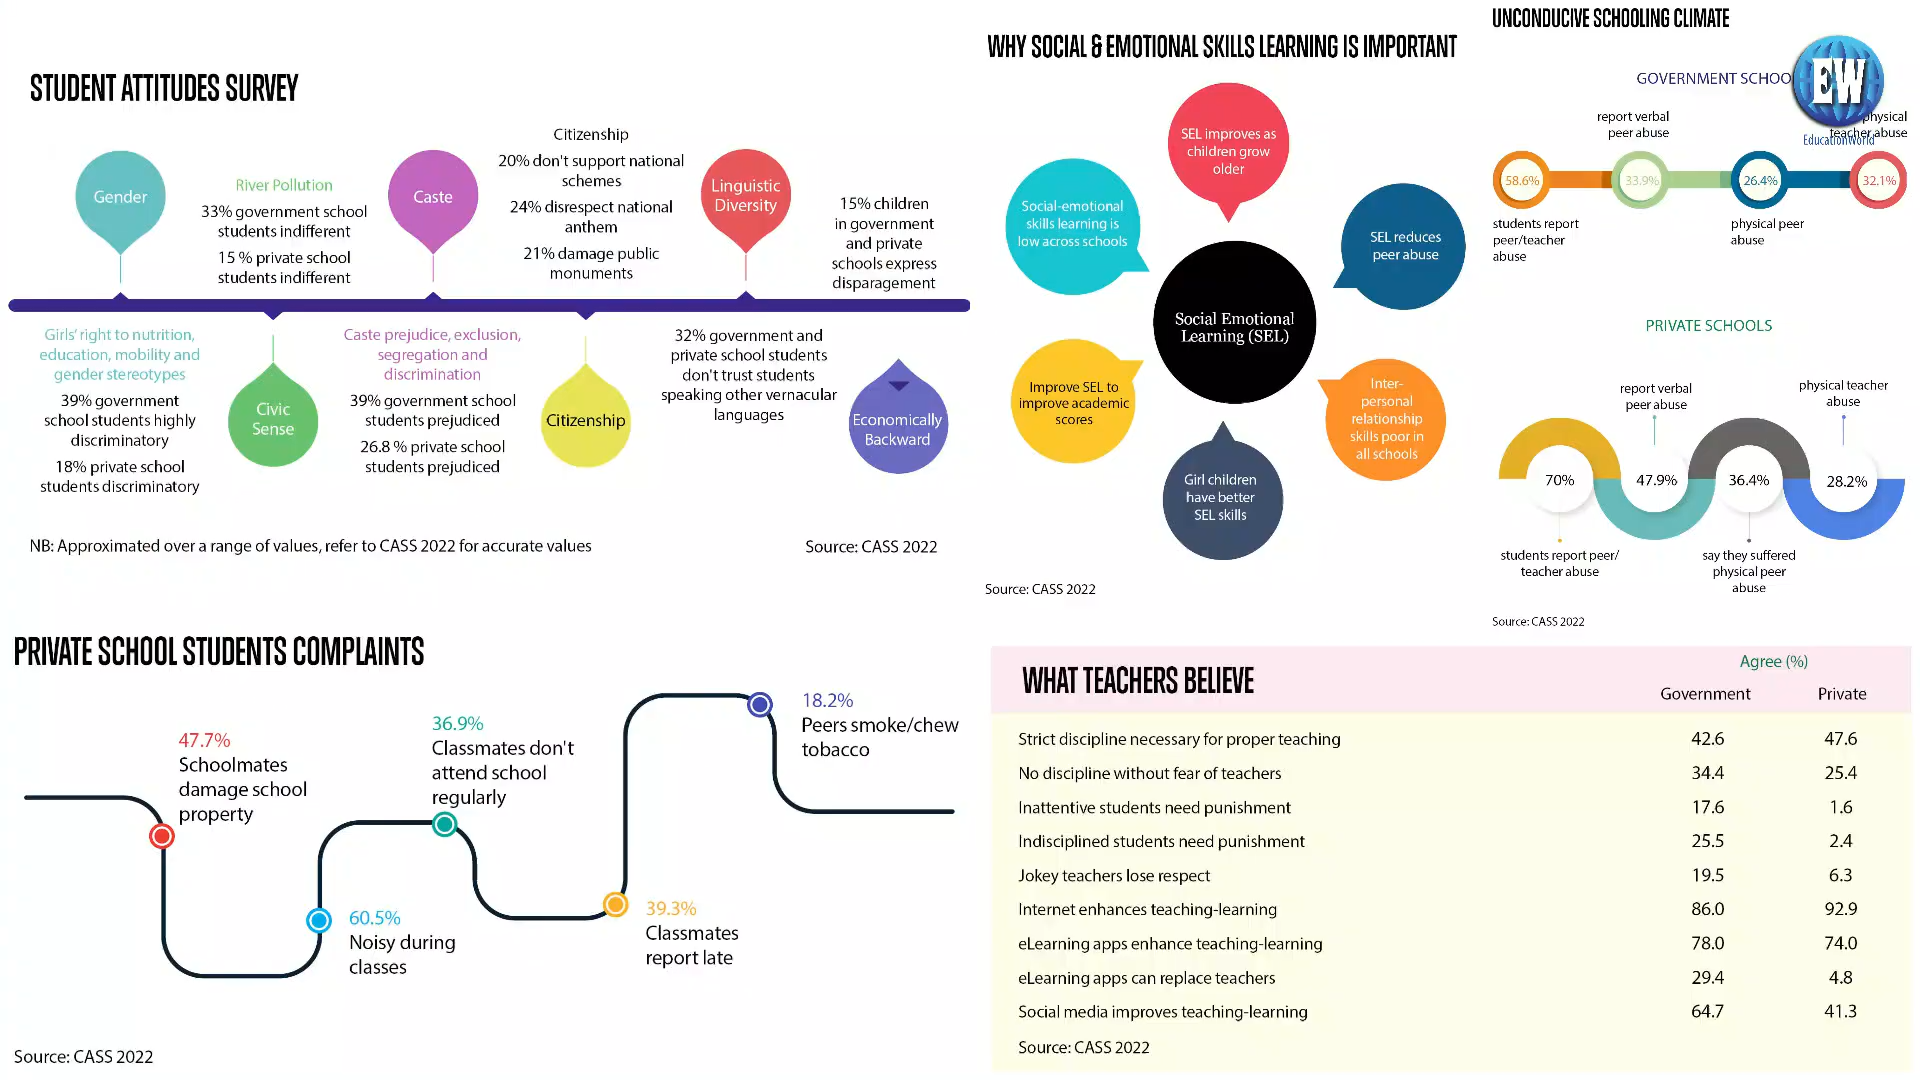 STUDENT ATTITUDES SURVEY
Gender
River Pollution
33% government school
students indifferent
15 % private school
students indifferent
Caste
Citizenship
20% don't support national
schemes
24% disrespect national
anthem
21% damage public
monuments
Linguistic
Diversity
15% children
in government
and private
schools express
disparagement
Girls' right to nutrition,
education, mobility and
gender stereotypes
39% government
school students highly
discriminatory
18% private school
students discriminatory
Civic
Sense
Caste prejudice, exclusion,
segregation and
discrimination
39% government school
students prejudiced
26.8 % private school
students prejudiced
Citizenship
32% government and
private school students
don't trust students
speaking other vernacular
languages
Economically
Backward
NB: Approximated over a range of values, refer to CASS 2022 for accurate values
Source: CASS 2022
WHY SOCIAL & EMOTIONAL SKILLS LEARNING IS IMPORTANT
SEL improves as
children grow
older
Social-emotional
skills learning is
low across schools
SEL reduces
peer abuse
Social Emotional
Learning (SEL)
Improve SEL to
improve academic
scores
Inter-
personal
relationship
skills poor in
all schools
Girl children
have better
SEL skills
Source: CASS 2022
UNCONDUCIVE SCHOOLING CLIMATE
GOVERNMENT SCHOO
EW
EducationWorld
report verbal
peer abuse
physical
teacher abuse
58.6%
33.9%
26.4%
32.1%
students report
peer/teacher
abuse
physical peer
abuse
PRIVATE SCHOOLS
report verbal
peer abuse
physical teacher
abuse
70%
47.9%
36.4%
28.2%
students report peer/
teacher abuse
say they suffered
physical peer
abuse
Source: CASS 2022
PRIVATE SCHOOL STUDENTS COMPLAINTS
47.7%
Schoolmates
damage school
property
60.5%
Noisy during
classes
36.9%
Classmates don't
attend school
regularly
39.3%
Classmates
report late
18.2%
Peers smoke/chew
tobacco
Source: CASS 2022
WHAT TEACHERS BELIEVE
Agree (%)
Government Private
Strict discipline necessary for proper teaching 42.6 47.6
No discipline without fear of teachers 34.4 25.4
Inattentive students need punishment 17.6 1.6
Indisciplined students need punishment 25.5 2.4
Jokey teachers lose respect 19.5 6.3
Internet enhances teaching-learning 86.0 92.9
eLearning apps enhance teaching-learning 78.0 74.0
eLearning apps can replace teachers 29.4 4.8
Social media improves teaching-learning 64.7 41.3
Source: CASS 2022